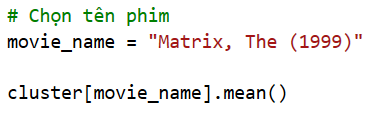 # Chọn tên phim
movie_name = "Matrix, The (1999)"
cluster[movie_name].mean()